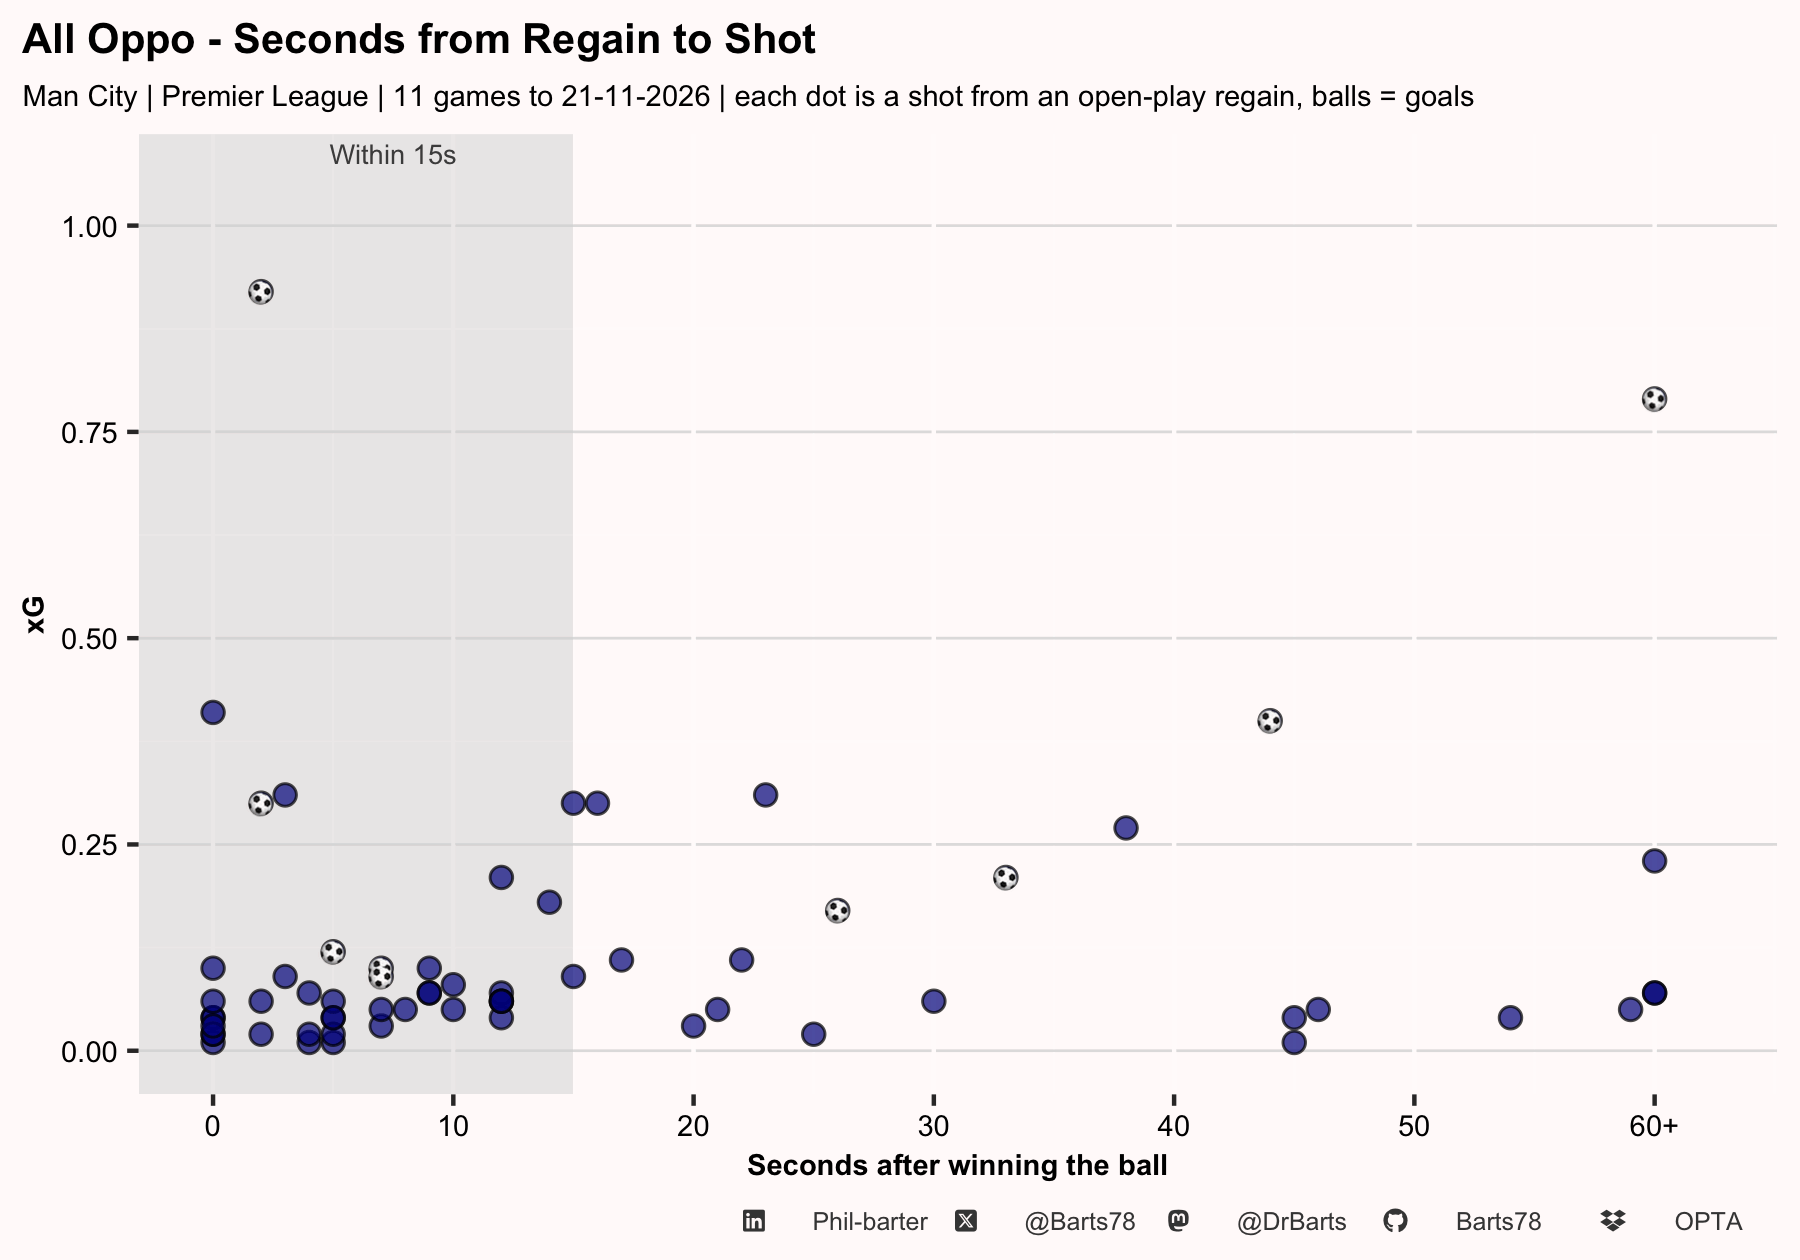 All Oppo - Seconds from Regain to Shot
Man City | Premier League | 11 games to 21-11-2026 | each dot is a shot from an open-play regain, balls = goals
Within 15s
1.00
0.75
0.50
0.25
0.00
xG
0 10 20 30 40 50 60+
Seconds after winning the ball
Phil-barter @Barts78 @DrBarts Barts78 OPTA